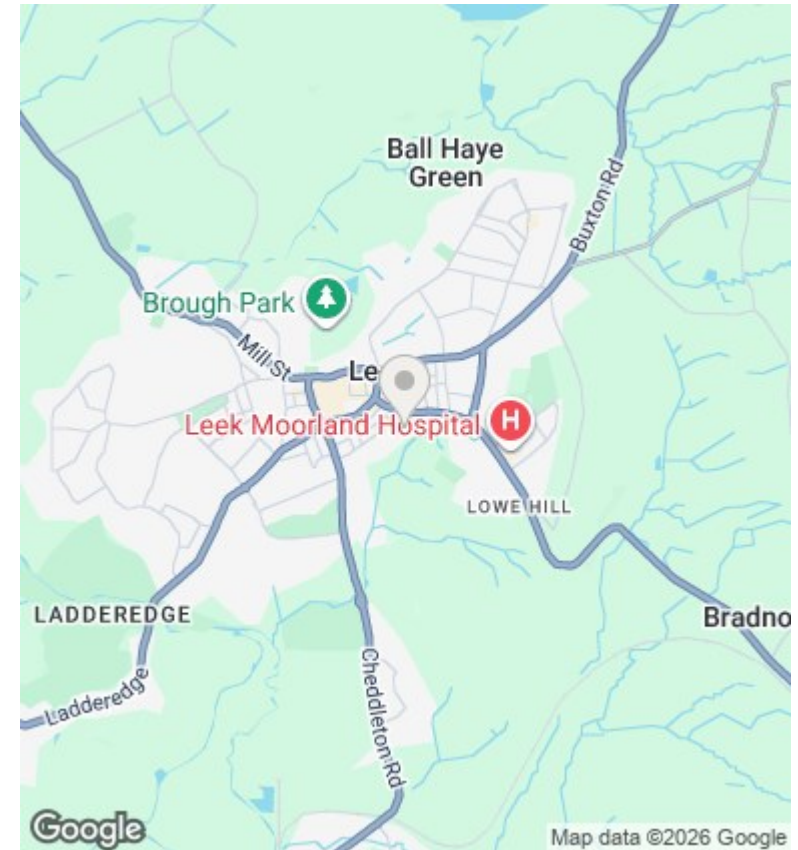 Ball Haye
Green
Buxton Rd
Brough Park
Mill St
Le
Leek Moorland Hospital
H
LOWE HILL
LADDEREDGE
Bradno
Ladderedge
Cheddleton Rd
Google
Map data ©2026 Google